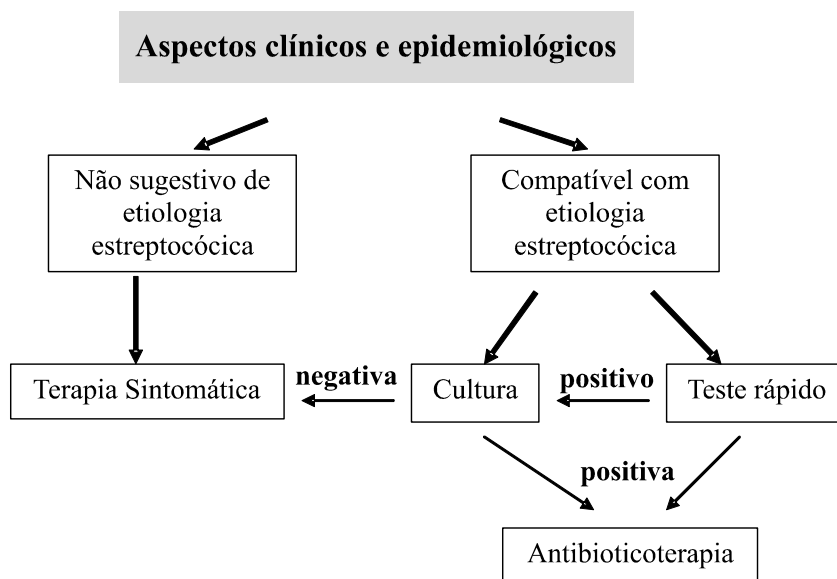 Aspectos clínicos e epidemiológicos
Não sugestivo de
etiologia
estreptocócica
Compatível com
etiologia
estreptocócica
Terapia Sintomática
negativa
Cultura
positivo
Teste rápido
positiva
Antibioticoterapia